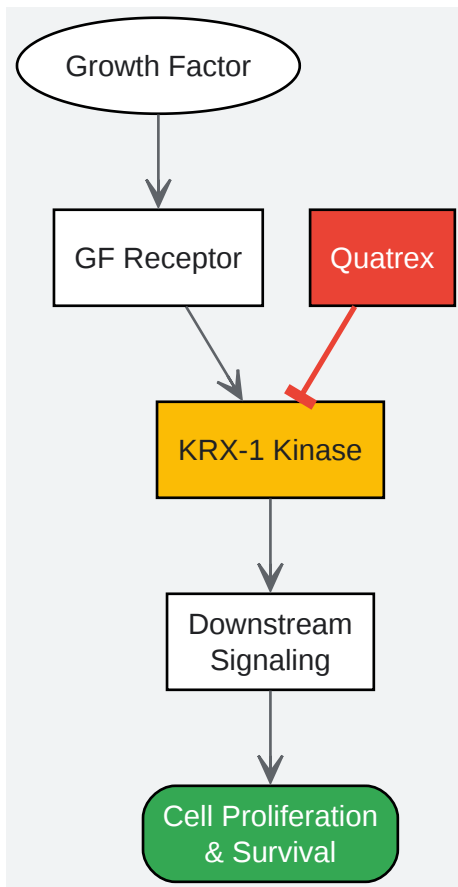 Growth Factor
GF Receptor
Quatrex
KRX-1 Kinase
Downstream
Signaling
Cell Proliferation
& Survival